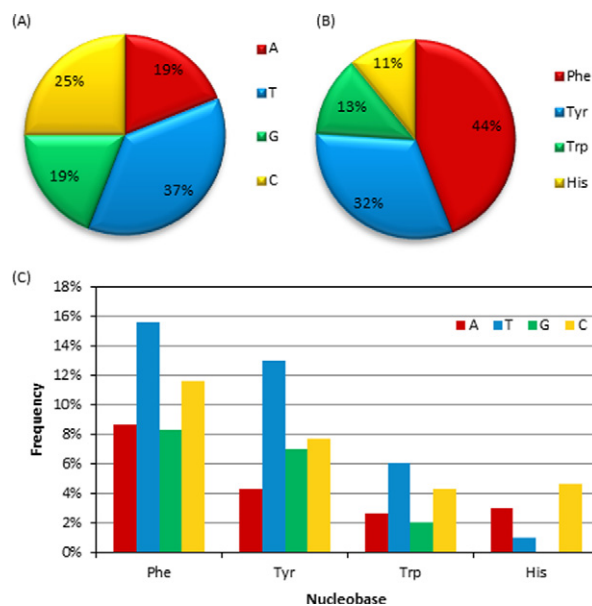 (A)
19%
37%
19%
25%
A
T
G
C
(B)
44%
32%
13%
11%
Phe
Tyr
Trp
His
(C)
18%
16%
14%
12%
10%
8%
6%
4%
2%
0%
Frequency
A T G C
Phe Tyr Trp His
Nucleobase